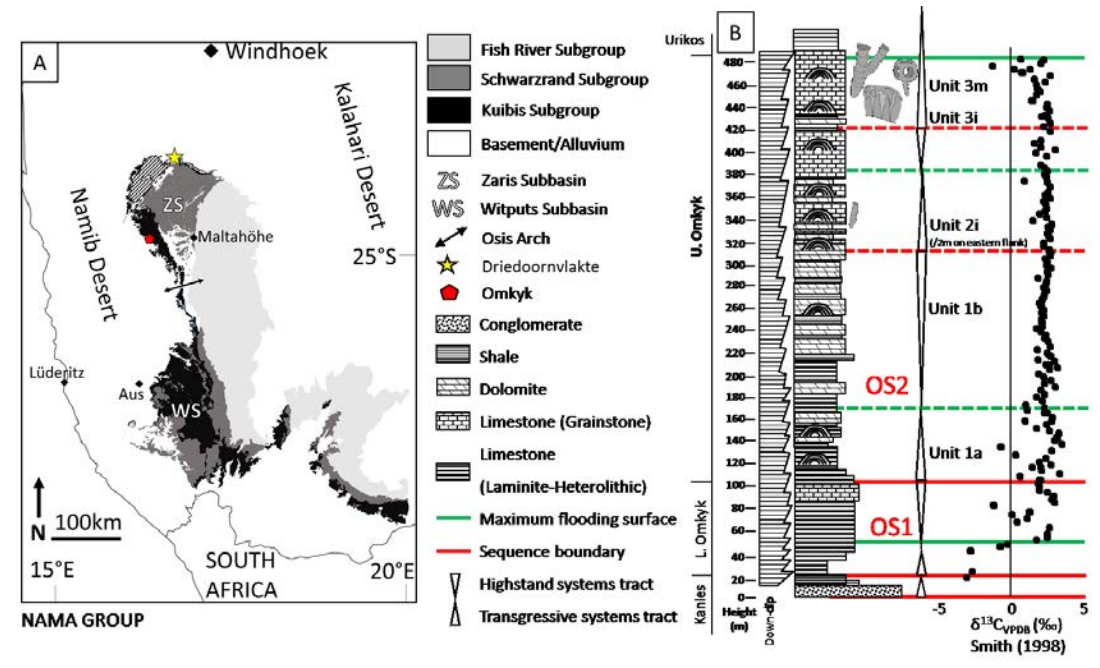 A
Windhoek
Kalahari Desert
Namib Desert
ZS
Maltahöhe
25°S
Lüderitz
Aus
WS
N
100km
SOUTH
AFRICA
15°E
20°E
NAMA GROUP
Fish River Subgroup
Schwarzrand Subgroup
Kuibis Subgroup
Basement/Alluvium
ZS Zaris Subbasin
WS Witputs Subbasin
Osis Arch
Driedoornvlakte
Omkyk
Conglomerate
Shale
Dolomite
Limestone (Grainstone)
Limestone
(Laminite-Heterolithic)
Maximum flooding surface
Sequence boundary
Highstand systems tract
Transgressive systems tract
B
Urikos
U. Omkyk
L. Omkyk
Kanies
480
460
440
420
400
380
360
340
320
300
280
260
240
220
200
180
160
140
120
100
80
60
40
20
0
Height
(m)
Down-dip
Unit 3m
Unit 3i
Unit 2i
(/2m on eastern flank)
Unit 1b
OS2
Unit 1a
OS1
-5 0 5
δ13CVPDB (‰)
Smith (1998)